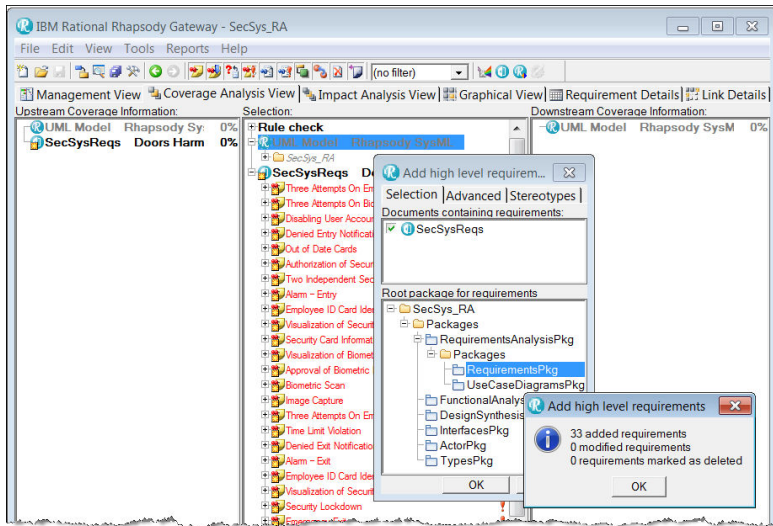 IBM Rational Rhapsody Gateway - SecSys_RA
File Edit View Tools Reports Help
(no filter)
Management View Coverage Analysis View Impact Analysis View Graphical View Requirement Details Link Details
Upstream Coverage Information:
UML Model Rhapsody Sy: 0%
SecSysReqs Doors Harm 0%
Selection:
Rule check
UML Model Rhapsody SysML
SecSys_RA
SecSysReqs
Three Attempts On
Three Attempts On
Disabling User Accou
Denied Entry Notificati
Out of Date Cards
Authorization of Secur
Two Independent Sec
Alarm – Entry
Employee ID Card Ide
Visualization of Securit
Security Card Informat
Visualization of Biomet
Approval of Biometric
Biometric Scan
Image Capture
Three Attempts On
Time Limit Violation
Denied Exit Notificatio
Alarm – Exit
Employee ID Card Ide
Visualization of Securit
Security Lockdown
Downstream Coverage Information:
UML Model Rhapsody SysM 0%
Add high level requirem...
Selection Advanced Stereotypes
Documents containing requirements:
SecSysReqs
Root package for requirements
SecSys_RA
Packages
RequirementsAnalysisPkg
Packages
RequirementsPkg
UseCaseDiagramsPkg
FunctionalAnalys
DesignSynthesis
InterfacesPkg
ActorPkg
TypesPkg
OK
Add high level requirements
33 added requirements
0 modified requirements
0 requirements marked as deleted
OK